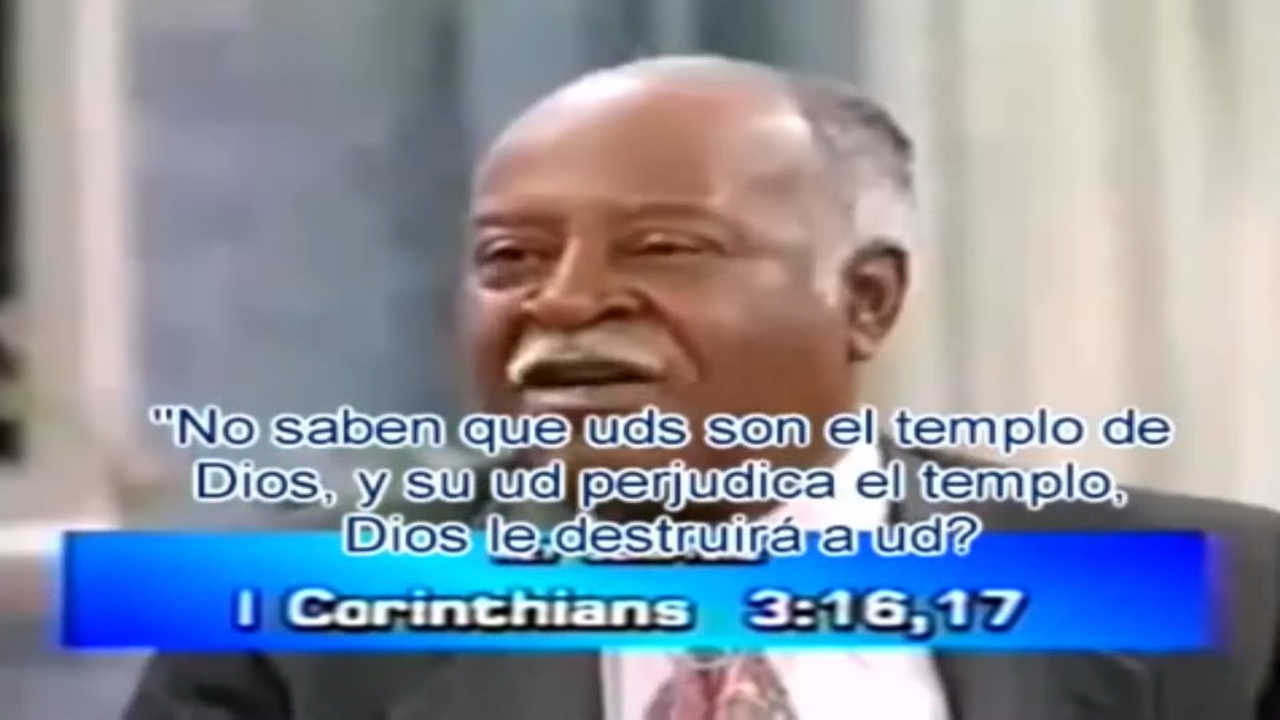 "No saben que uds son el templo de
Dios, y su ud perjudica el templo,
Dios le destruirá a ud?
I Corinthians 3:16,17